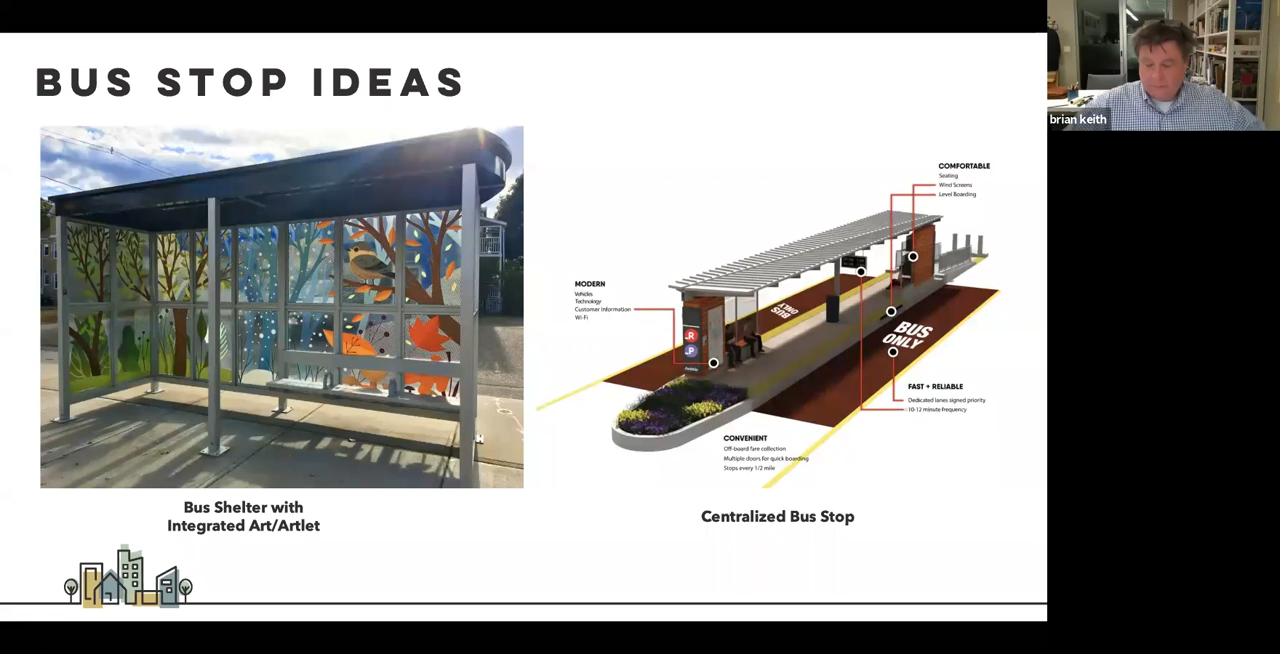 BUS STOP IDEAS
brian keith
COMFORTABLE
Seating
Wind Screens
Level Boarding
MODERN
Vehicles
Technology
Customer Information
Wi-Fi
BUS
ONLY
BUS
ONLY
R
P
FAST + RELIABLE
Dedicated lanes signed priority
10-12 minute frequency
CONVENIENT
Off-board fare collection
Multiple doors for quick boarding
Stops every 1/2 mile
Bus Shelter with
Integrated Art/Artlet
Centralized Bus Stop